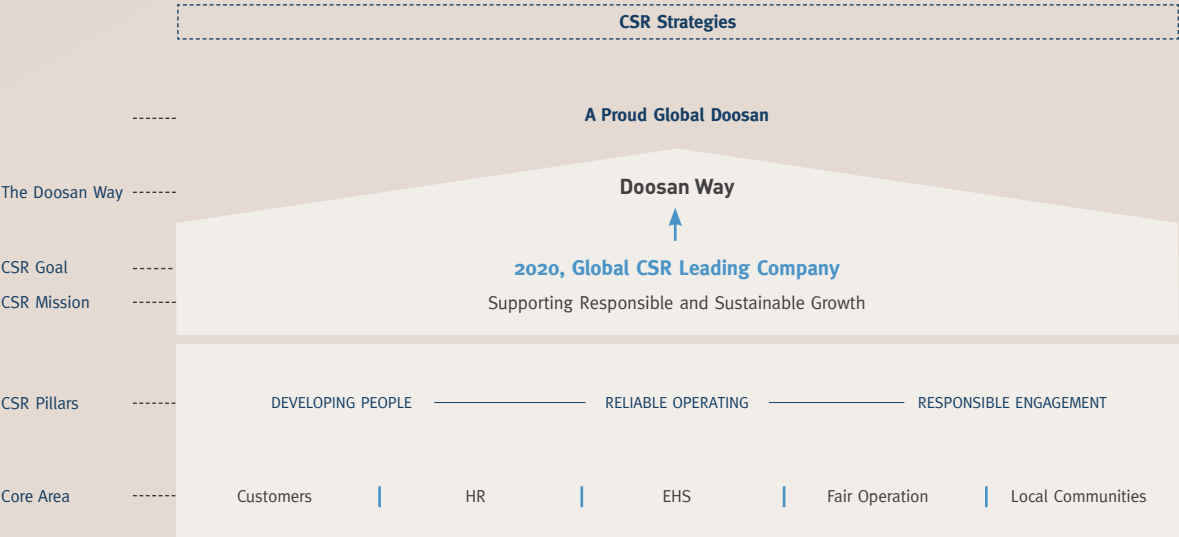 CSR Strategies
A Proud Global Doosan
The Doosan Way
Doosan Way
CSR Goal
2020, Global CSR Leading Company
CSR Mission
Supporting Responsible and Sustainable Growth
CSR Pillars
DEVELOPING PEOPLE
RELIABLE OPERATING
RESPONSIBLE ENGAGEMENT
Core Area
Customers
HR
EHS
Fair Operation
Local Communities